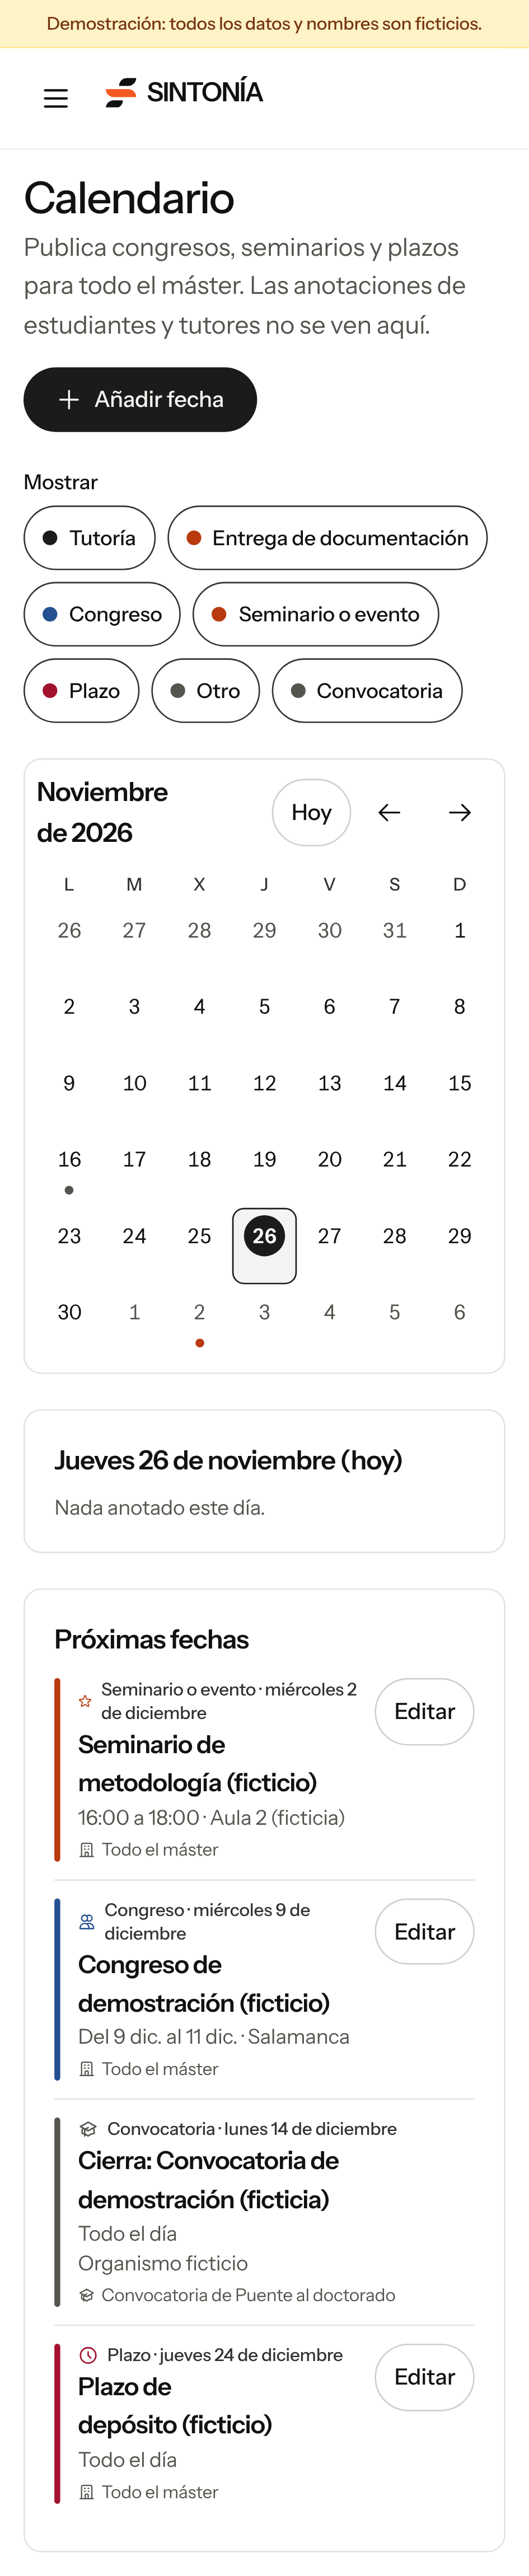 Demostración: todos los datos y nombres son ficticios.
SINTONÍA
Calendario
Publica congresos, seminarios y plazos
para todo el máster. Las anotaciones de
estudiantes y tutores no se ven aquí.
Añadir fecha
Mostrar
Tutoría
Entrega de documentación
Congreso
Seminario o evento
Plazo
Otro
Convocatoria
Noviembre
de 2026
Hoy
L M X J V S D
26 27 28 29 30 31 1
2 3 4 5 6 7 8
9 10 11 12 13 14 15
16 17 18 19 20 21 22
23 24 25 26 27 28 29
30 1 2 3 4 5 6
Jueves 26 de noviembre (hoy)
Nada anotado este día.
Próximas fechas
Seminario o evento · miércoles 2
de diciembre
Editar
Seminario de
metodología (ficticio)
16:00 a 18:00 · Aula 2 (ficticia)
Todo el máster
Congreso · miércoles 9 de
diciembre
Editar
Congreso de
demostración (ficticio)
Del 9 dic. al 11 dic. · Salamanca
Todo el máster
Convocatoria · lunes 14 de diciembre
Cierra: Convocatoria de
demostración (ficticia)
Todo el día
Organismo ficticio
Convocatoria de Puente al doctorado
Plazo · jueves 24 de diciembre
Editar
Plazo de
depósito (ficticio)
Todo el día
Todo el máster